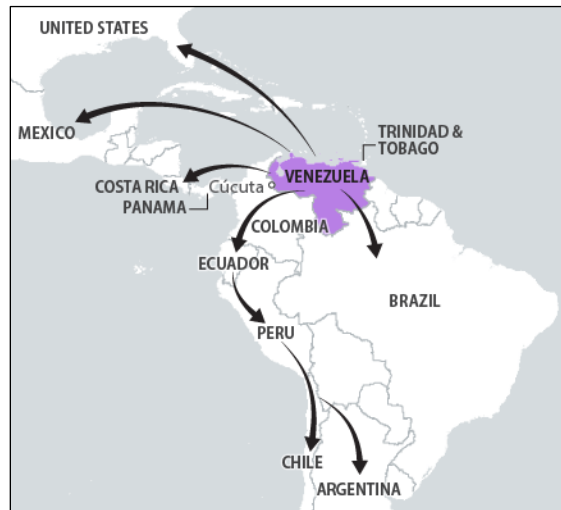 UNITED STATES
MEXICO
TRINIDAD &
TOBAGO
VENEZUELA
COSTA RICA
Cúcuta
PANAMA
COLOMBIA
ECUADOR
BRAZIL
PERU
CHILE
ARGENTINA